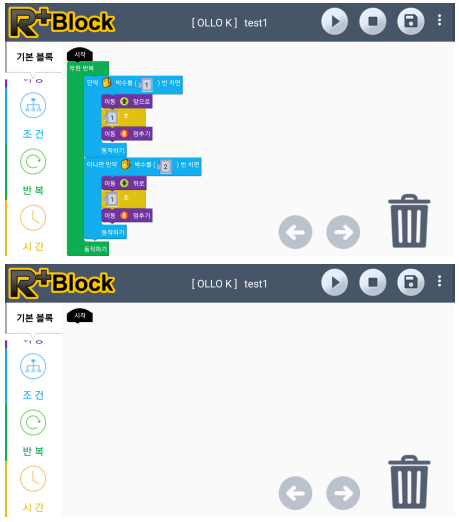 R+Block
[ OLLO K ] test1
기본 블록
이 동
조 건
반 복
시 간
시작
무한 반복
만약 박수를 ( 1 ) 번 치면
이동 앞으로
1 초
이동 멈추기
동작하기
아니면 만약 박수를 ( 2 ) 번 치면
이동 뒤로
1 초
이동 멈추기
동작하기
동작하기
R+Block
[ OLLO K ] test1
기본 블록
이 동
조 건
반 복
시 간
시작